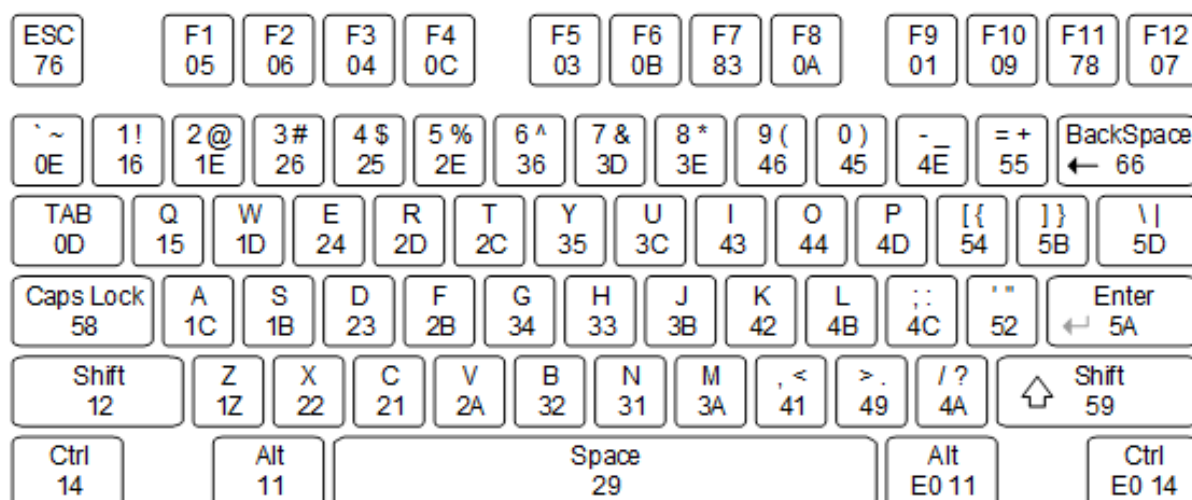 ESC F1 F2 F3 F4 F5 F6 F7 F8 F9 F10 F11 F12
76 05 06 04 0C 03 0B 83 0A 01 09 78 07
` ~ 1! 2@ 3# 4$ 5% 6^ 7& 8* 9( 0) -_ =+ BackSpace
0E 16 1E 26 25 2E 36 3D 3E 46 45 4E 55 ← 66
TAB Q W E R T Y U I O P [{ ]} \|
0D 15 1D 24 2D 2C 35 3C 43 44 4D 54 5B 5D
Caps Lock A S D F G H J K L ;: '" Enter
58 1C 1B 23 2B 34 33 3B 42 4B 4C 52 ↵ 5A
Shift Z X C V B N M ,< >. /? Shift
12 1Z 22 21 2A 32 31 3A 41 49 4A ⇧ 59
Ctrl Alt Space Alt Ctrl
14 11 29 E0 11 E0 14